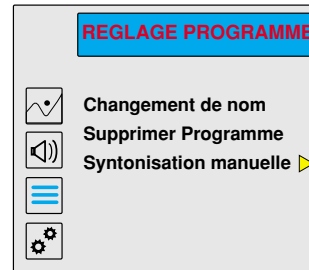 REGLAGE PROGRAMME
Changement de nom
Supprimer Programme
Syntonisation manuelle